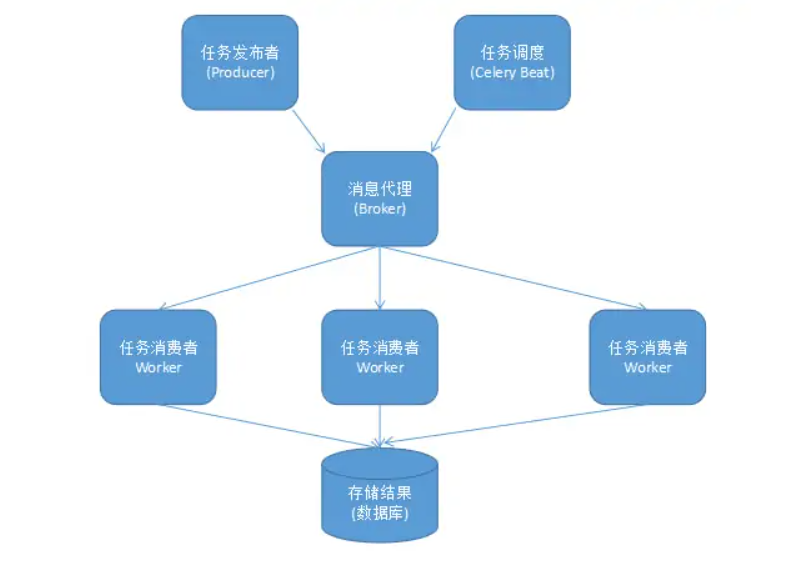 任务发布者
(Producer)
任务调度
(Celery Beat)
消息代理
(Broker)
任务消费者
Worker
任务消费者
Worker
任务消费者
Worker
存储结果
(数据库)